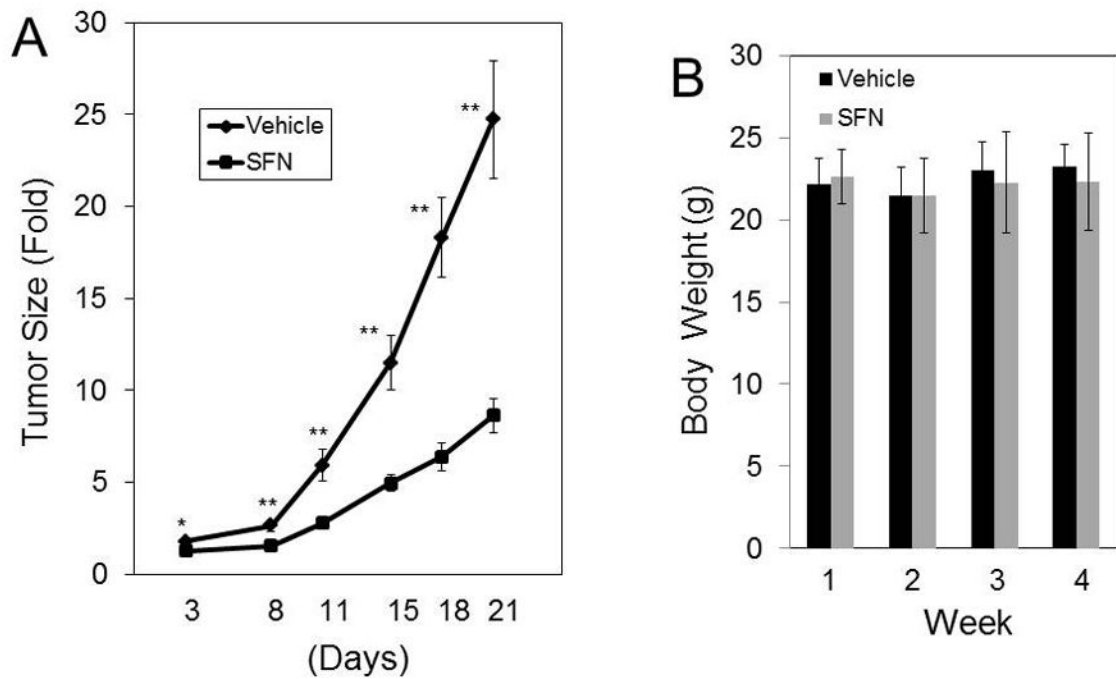 A
Tumor Size (Fold)
30
25
20
15
10
5
0
Vehicle
SFN
*
**
**
**
**
**
3 8 11 15 18 21
(Days)
B
Body Weight (g)
30
25
20
15
10
5
0
Vehicle
SFN
1 2 3 4
Week